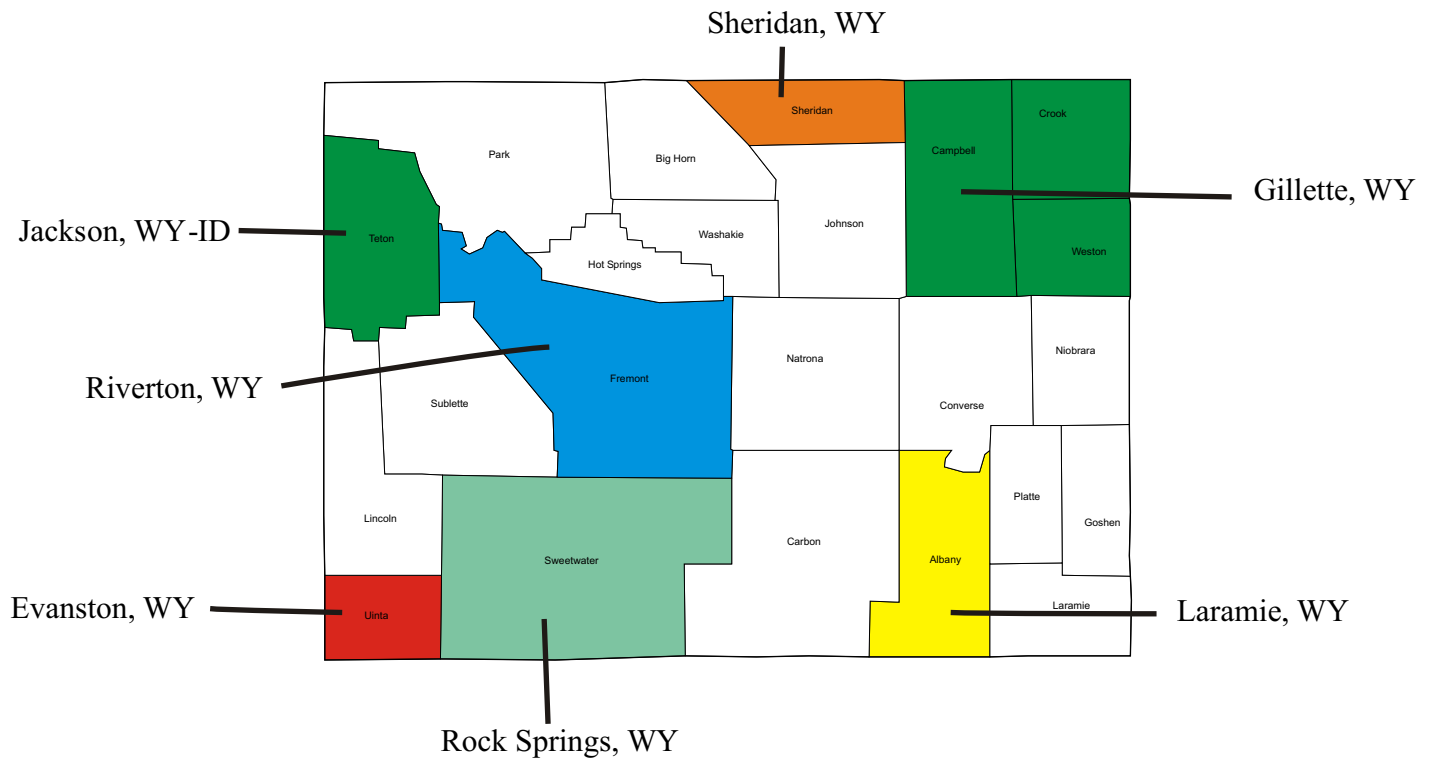 Sheridan, WY
Sheridan
Crook
Campbell
Park
Big Horn
Gillette, WY
Johnson
Jackson, WY-ID
Teton
Washakie
Weston
Hot Springs
Niobrara
Natrona
Riverton, WY
Fremont
Sublette
Converse
Platte
Lincoln
Goshen
Carbon
Sweetwater
Albany
Laramie
Evanston, WY
Uinta
Laramie, WY
Rock Springs, WY